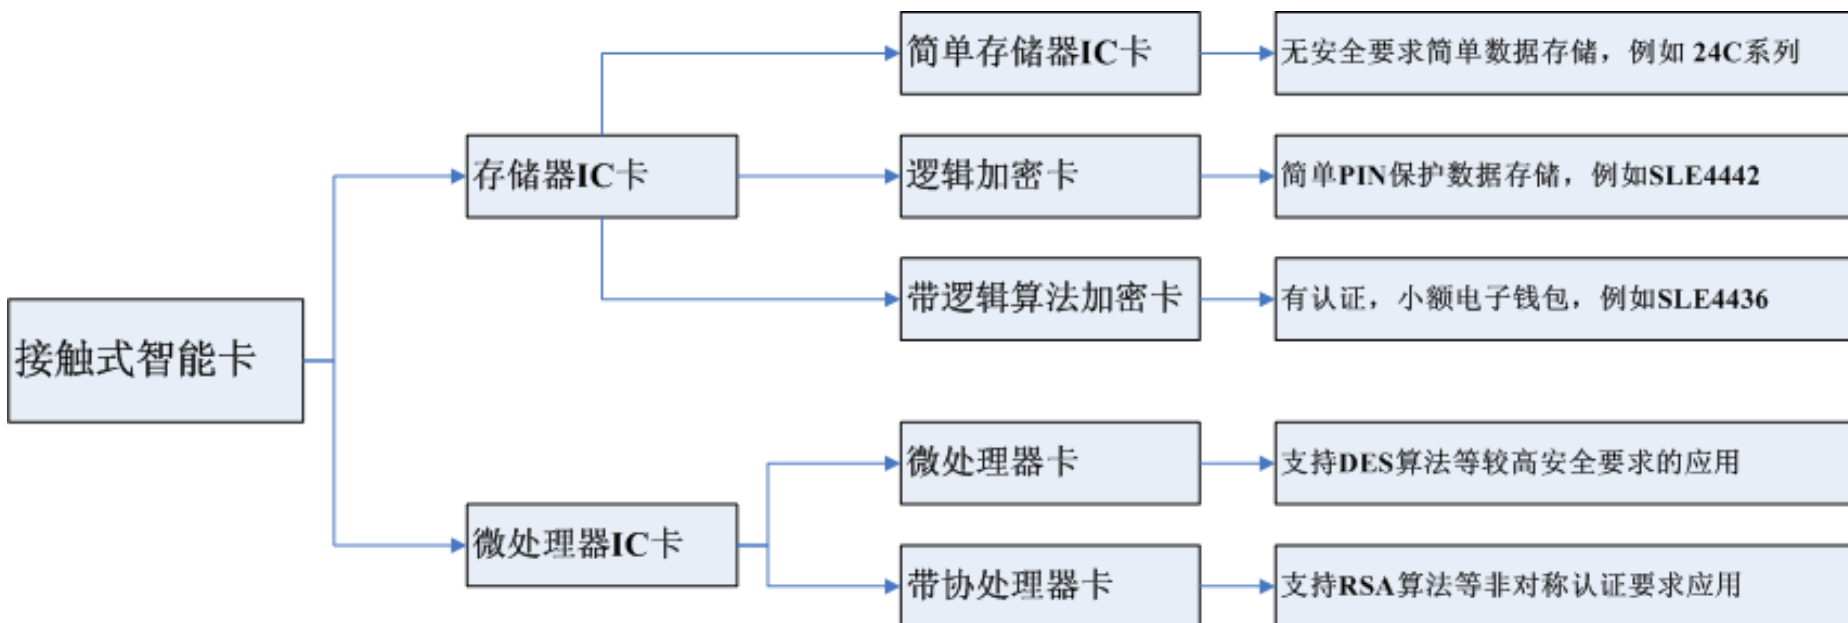 简单存储器IC卡
无安全要求简单数据存储，例如 24C系列
存储器IC卡
逻辑加密卡
简单PIN保护数据存储，例如SLE4442
带逻辑算法加密卡
有认证，小额电子钱包，例如SLE4436
接触式智能卡
微处理器卡
支持DES算法等较高安全要求的应用
微处理器IC卡
带协处理器卡
支持RSA算法等非对称认证要求应用